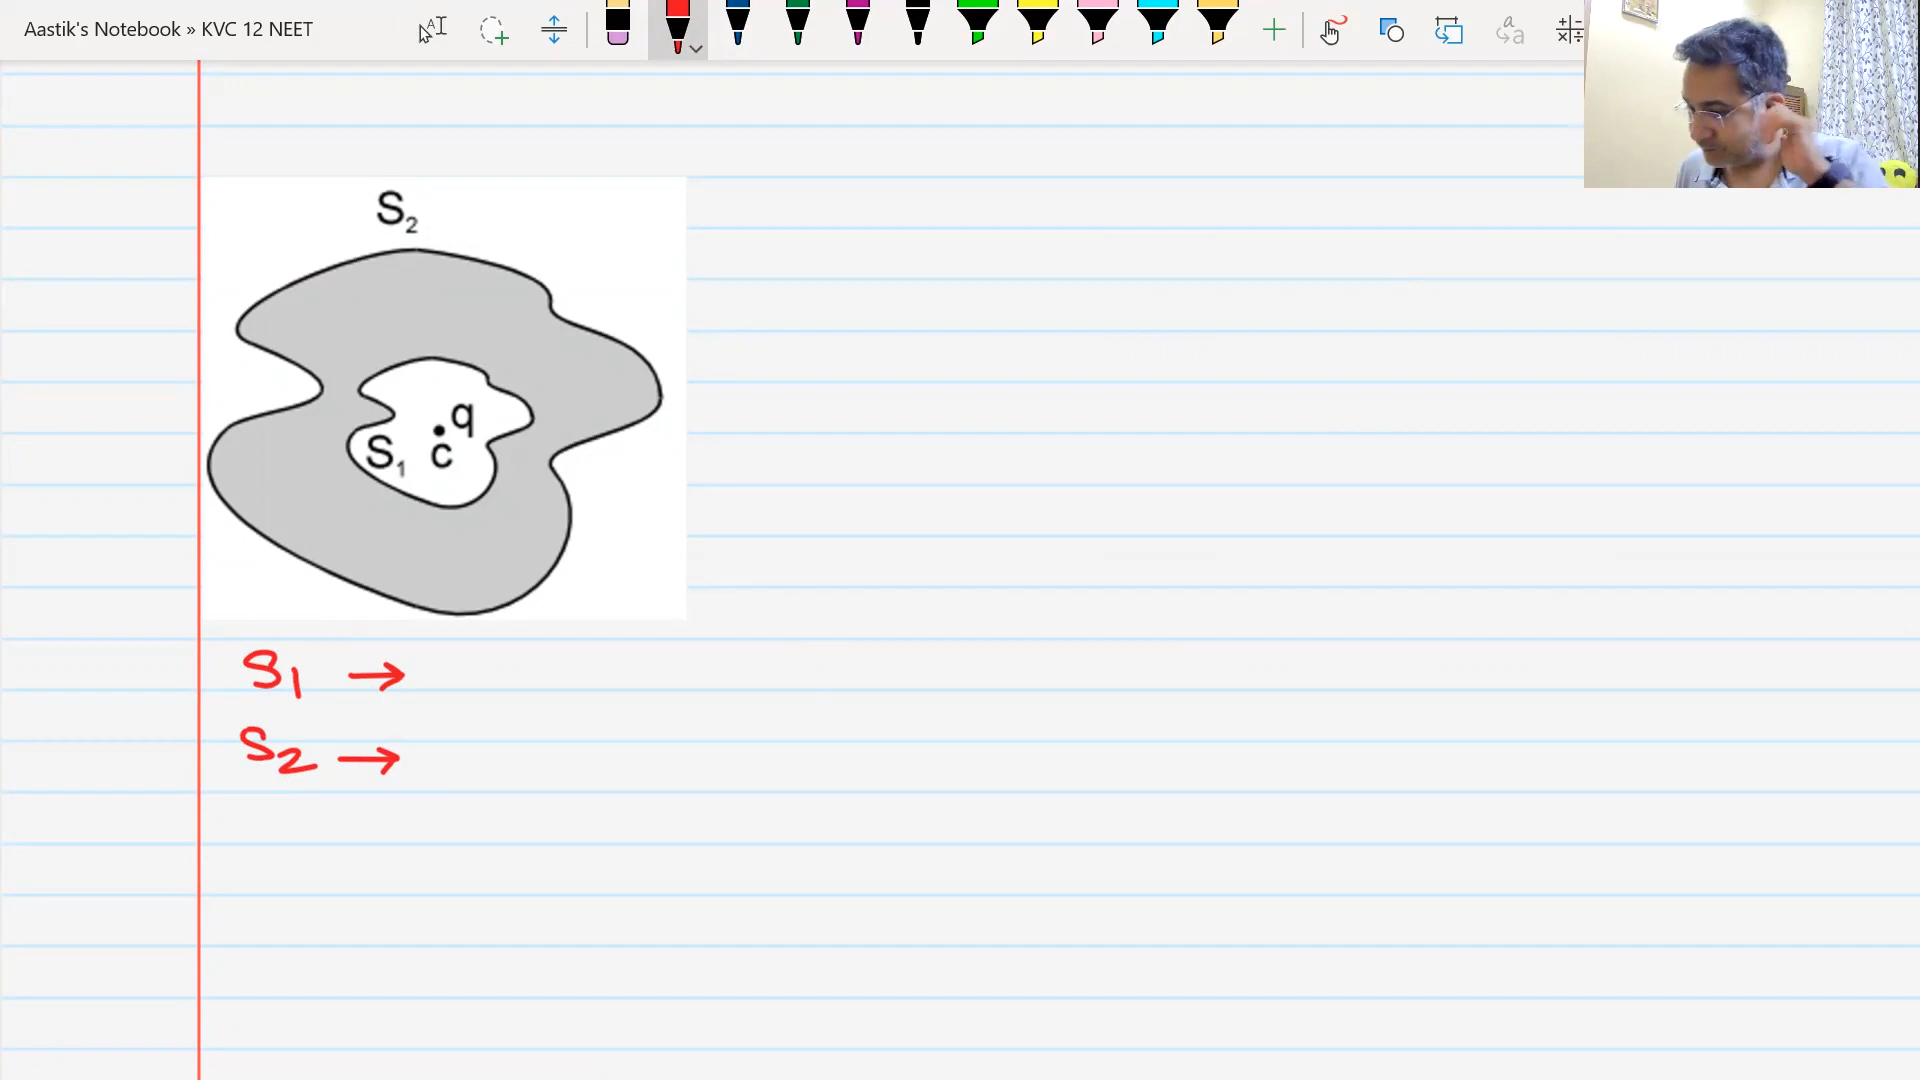 Aastik's Notebook » KVC 12 NEET
S₂
q
S₁ c
S₁ →
S₂ →